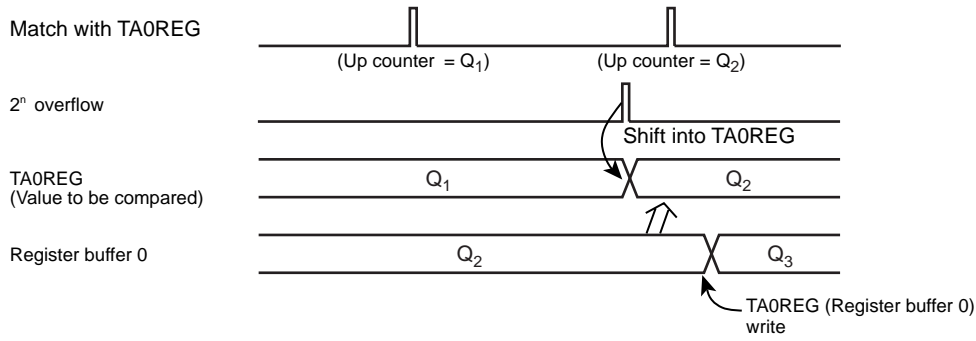 Match with TA0REG
(Up counter = Q₁)
(Up counter = Q₂)
2ⁿ overflow
Shift into TA0REG
TA0REG
(Value to be compared)
Q₁
Q₂
Register buffer 0
Q₂
Q₃
TA0REG (Register buffer 0)
write